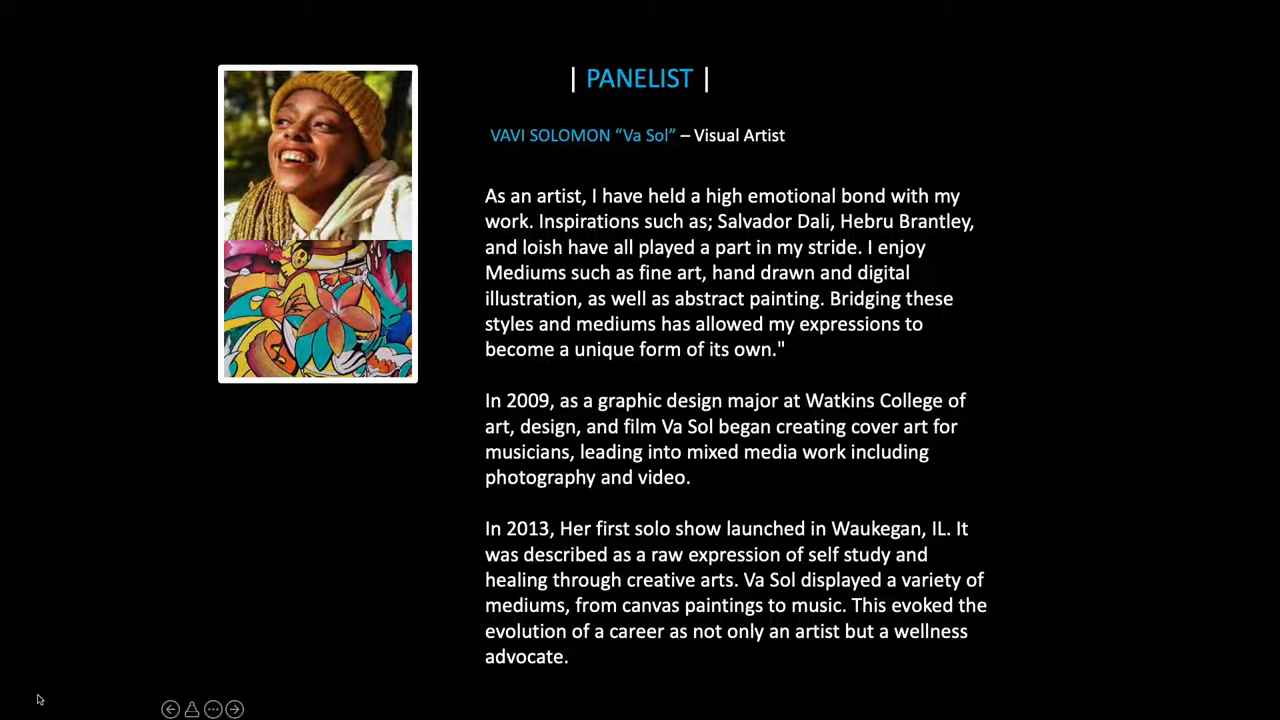 | PANELIST |
VAVI SOLOMON “Va Sol” – Visual Artist
As an artist, I have held a high emotional bond with my
work. Inspirations such as; Salvador Dali, Hebru Brantley,
and loish have all played a part in my stride. I enjoy
Mediums such as fine art, hand drawn and digital
illustration, as well as abstract painting. Bridging these
styles and mediums has allowed my expressions to
become a unique form of its own."
In 2009, as a graphic design major at Watkins College of
art, design, and film Va Sol began creating cover art for
musicians, leading into mixed media work including
photography and video.
In 2013, Her first solo show launched in Waukegan, IL. It
was described as a raw expression of self study and
healing through creative arts. Va Sol displayed a variety of
mediums, from canvas paintings to music. This evoked the
evolution of a career as not only an artist but a wellness
advocate.